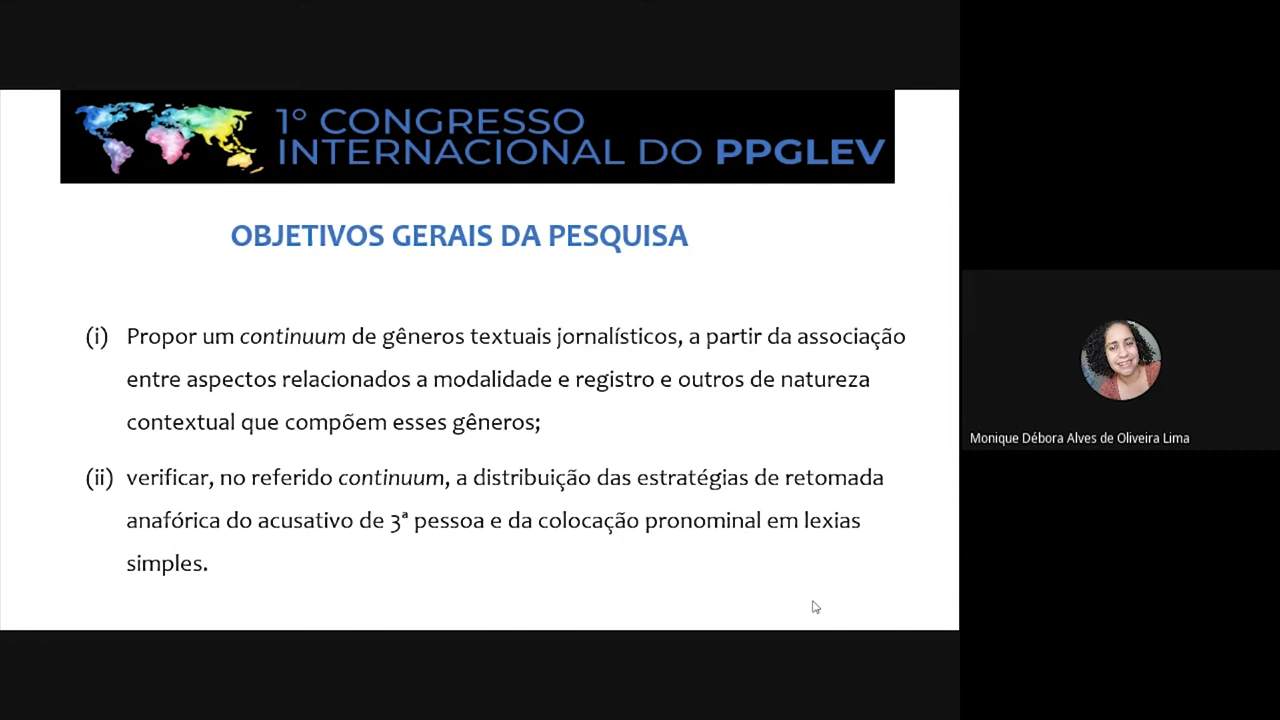 1º CONGRESSO
INTERNACIONAL DO PPGLEV
OBJETIVOS GERAIS DA PESQUISA
(i) Propor um continuum de gêneros textuais jornalísticos, a partir da associação
entre aspectos relacionados a modalidade e registro e outros de natureza
contextual que compõem esses gêneros;
(ii) verificar, no referido continuum, a distribuição das estratégias de retomada
anafórica do acusativo de 3ª pessoa e da colocação pronominal em lexias
simples.
Monique Débora Alves de Oliveira Lima